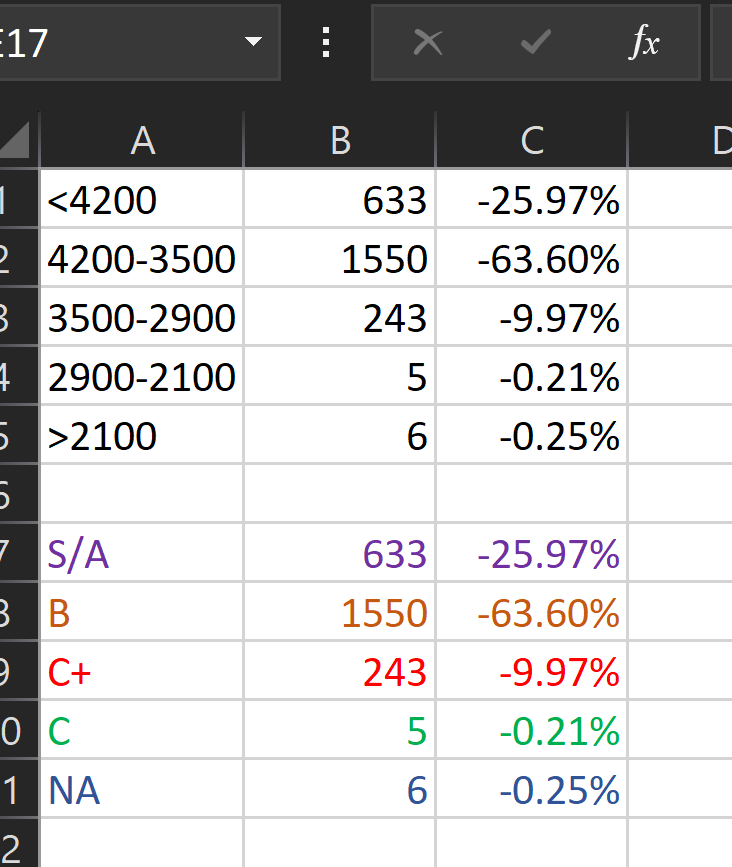 E17 fx
A B C D
1 <4200 633 -25.97%
2 4200-3500 1550 -63.60%
3 3500-2900 243 -9.97%
4 2900-2100 5 -0.21%
5 >2100 6 -0.25%
6
7 S/A 633 -25.97%
8 B 1550 -63.60%
9 C+ 243 -9.97%
0 C 5 -0.21%
1 NA 6 -0.25%
2